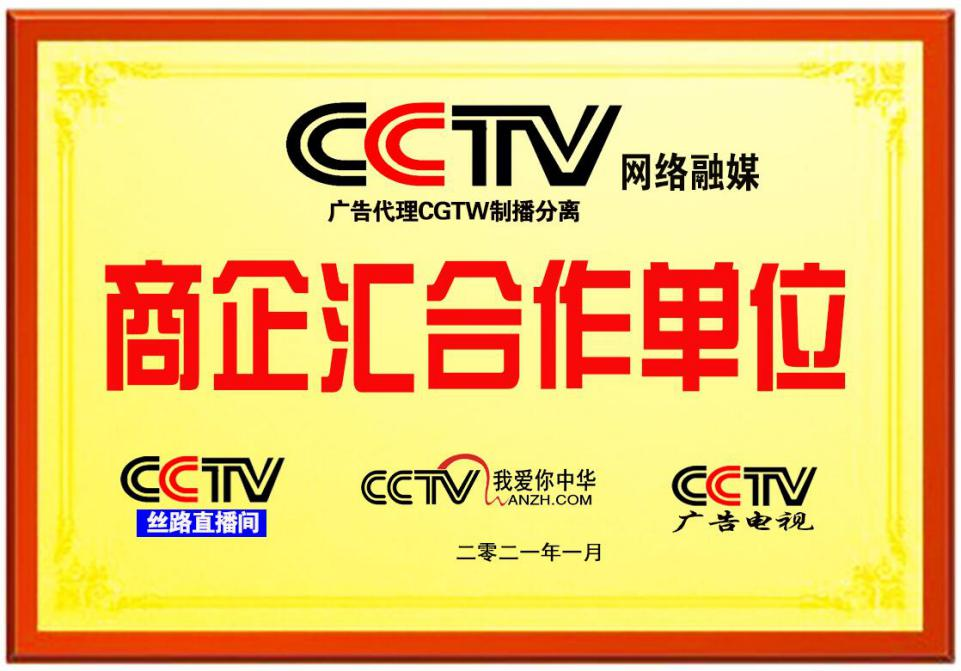 CCTV 网络融媒
广告代理CGTW制播分离
商企汇合作单位
CCTV
丝路直播间
CCTV 我爱你中华
WANZH.COM
CCTV
广告电视
二零二一年一月